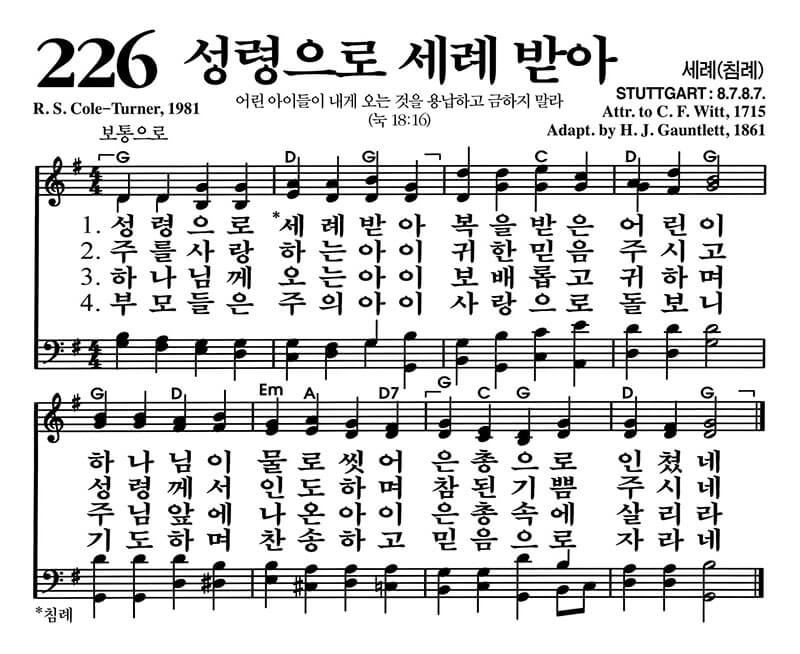 226 성령으로 세례 받아
세례(침례)
R. S. Cole-Turner, 1981
어린 아이들이 내게 오는 것을 용납하고 금하지 말라
(눅 18:16)
STUTTGART : 8.7.8.7.
Attr. to C. F. Witt, 1715
Adapt. by H. J. Gauntlett, 1861
보통으로
G D G C D G
1. 성령으로 *세례받아 복을받은 어린이
2. 주를사랑 하는아이 귀한믿음 주시고
3. 하나님께 오는아이 보배롭고 귀하며
4. 부모들은 주의아이 사랑으로 돌보니
G D Em A D7 G C G D G
하나님이 물로씻어 은총으로 인쳤네
성령께서 인도하며 참된기쁨 주시네
주님앞에 나온아이 은총속에 살리라
기도하며 찬송하고 믿음으로 자라네
*침례